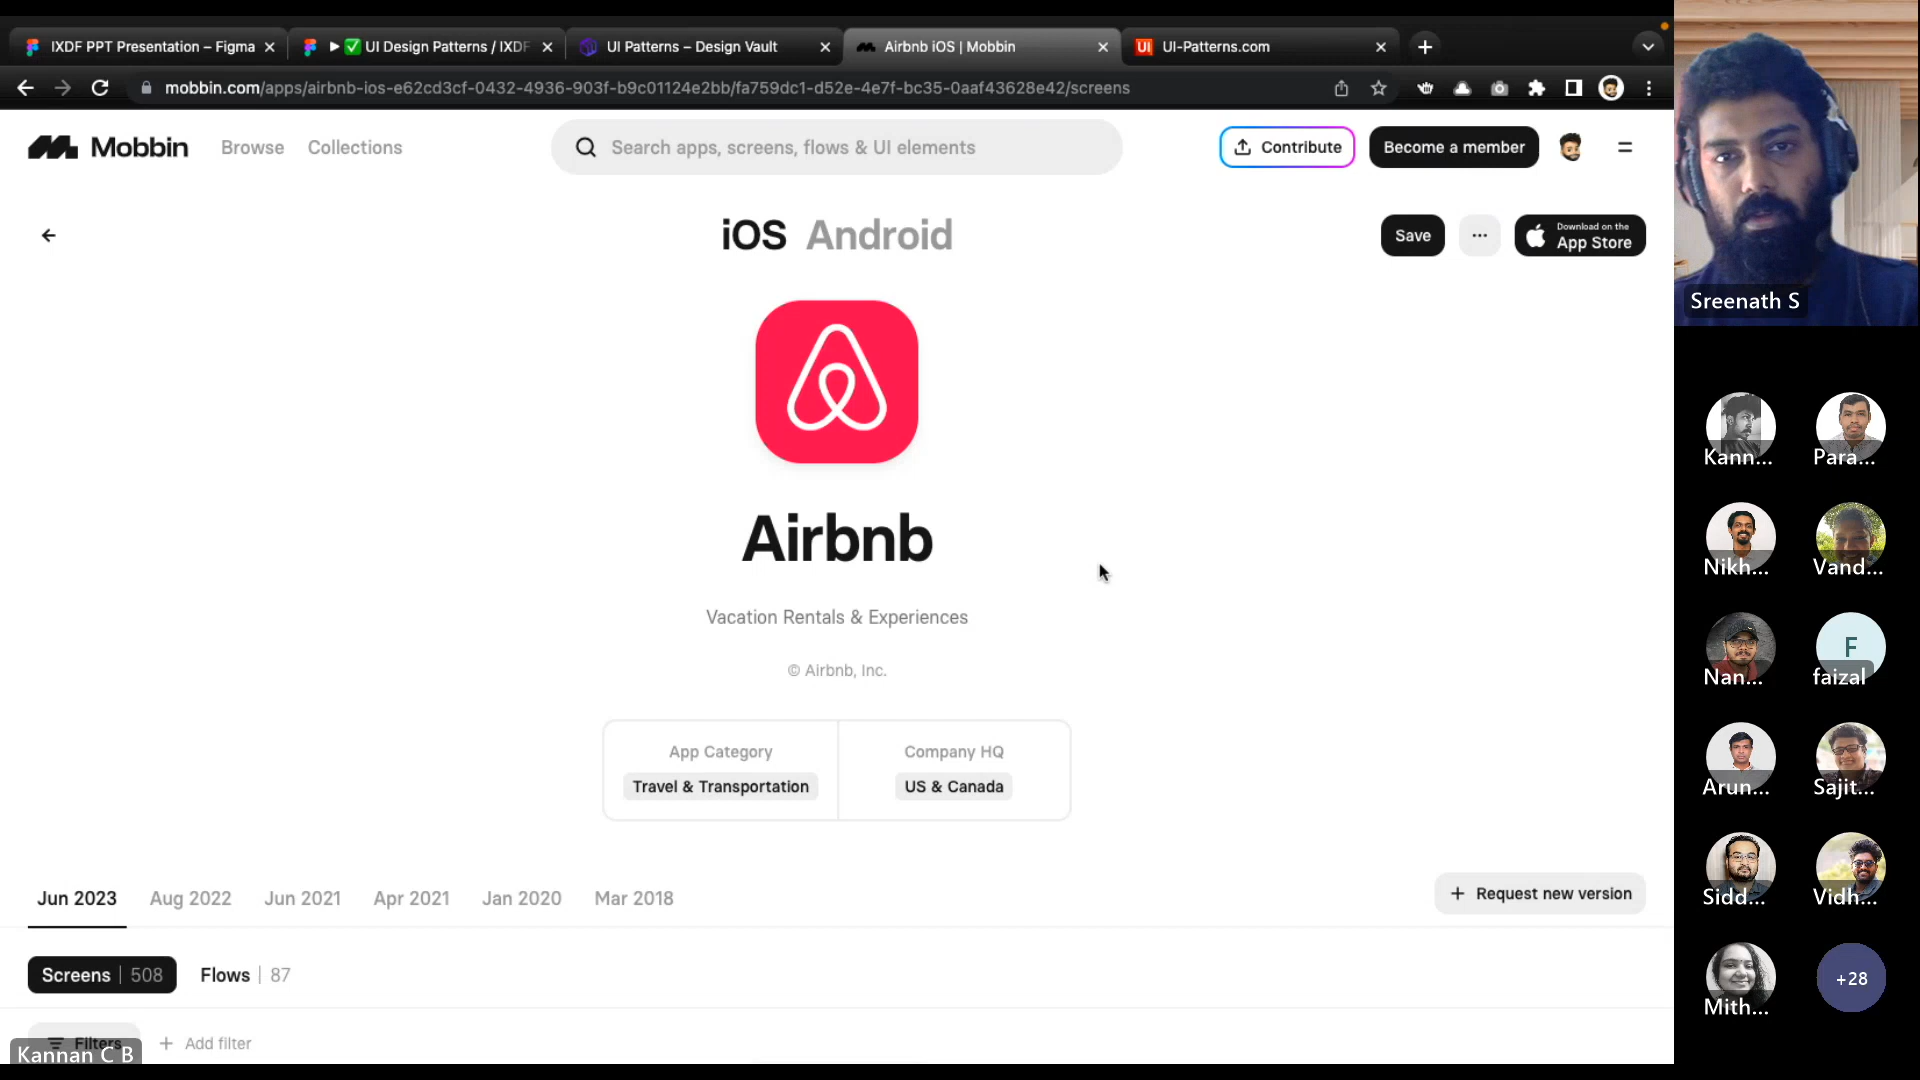 IXDF PPT Presentation – Figma
▶ ✅ UI Design Patterns / IXDF
UI Patterns – Design Vault
Airbnb iOS | Mobbin
UI UI-Patterns.com
mobbin.com/apps/airbnb-ios-e62cd3cf-0432-4936-903f-b9c01124e2bb/fa759dc1-d52e-4e7f-bc35-0aaf43628e42/screens
Mobbin
Browse
Collections
Search apps, screens, flows & UI elements
Contribute
Become a member
iOS Android
Save
Download on the
App Store
Airbnb
Vacation Rentals & Experiences
© Airbnb, Inc.
App Category
Travel & Transportation
Company HQ
US & Canada
Jun 2023
Aug 2022
Jun 2021
Apr 2021
Jan 2020
Mar 2018
+ Request new version
Screens | 508
Flows | 87
Filters
+ Add filter
Kannan C B
Sreenath S
Kann...
Para...
Nikh...
Vand...
Nan...
F
faizal
Arun...
Sajit...
Sidd...
Vidh...
Mith...
+28